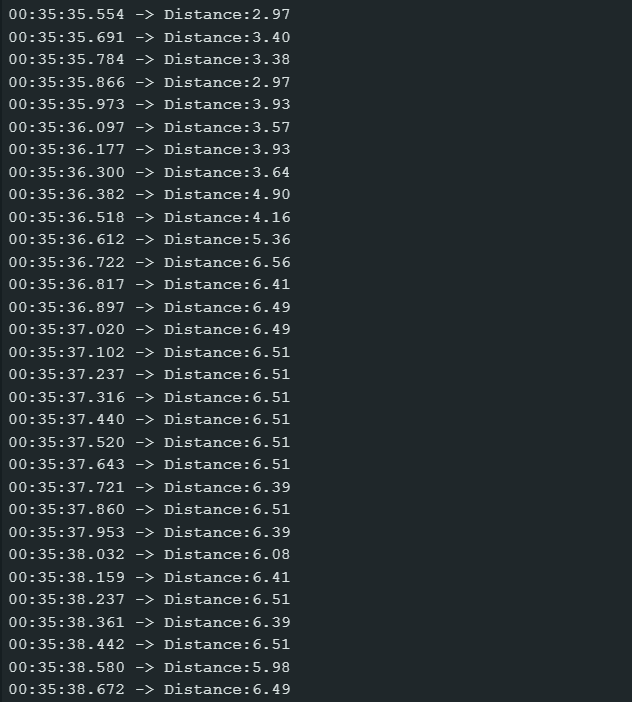 00:35:35.554 -> Distance:2.97
00:35:35.691 -> Distance:3.40
00:35:35.784 -> Distance:3.38
00:35:35.866 -> Distance:2.97
00:35:35.973 -> Distance:3.93
00:35:36.097 -> Distance:3.57
00:35:36.177 -> Distance:3.93
00:35:36.300 -> Distance:3.64
00:35:36.382 -> Distance:4.90
00:35:36.518 -> Distance:4.16
00:35:36.612 -> Distance:5.36
00:35:36.722 -> Distance:6.56
00:35:36.817 -> Distance:6.41
00:35:36.897 -> Distance:6.49
00:35:37.020 -> Distance:6.49
00:35:37.102 -> Distance:6.51
00:35:37.237 -> Distance:6.51
00:35:37.316 -> Distance:6.51
00:35:37.440 -> Distance:6.51
00:35:37.520 -> Distance:6.51
00:35:37.643 -> Distance:6.51
00:35:37.721 -> Distance:6.39
00:35:37.860 -> Distance:6.51
00:35:37.953 -> Distance:6.39
00:35:38.032 -> Distance:6.08
00:35:38.159 -> Distance:6.41
00:35:38.237 -> Distance:6.51
00:35:38.361 -> Distance:6.39
00:35:38.442 -> Distance:6.51
00:35:38.580 -> Distance:5.98
00:35:38.672 -> Distance:6.49